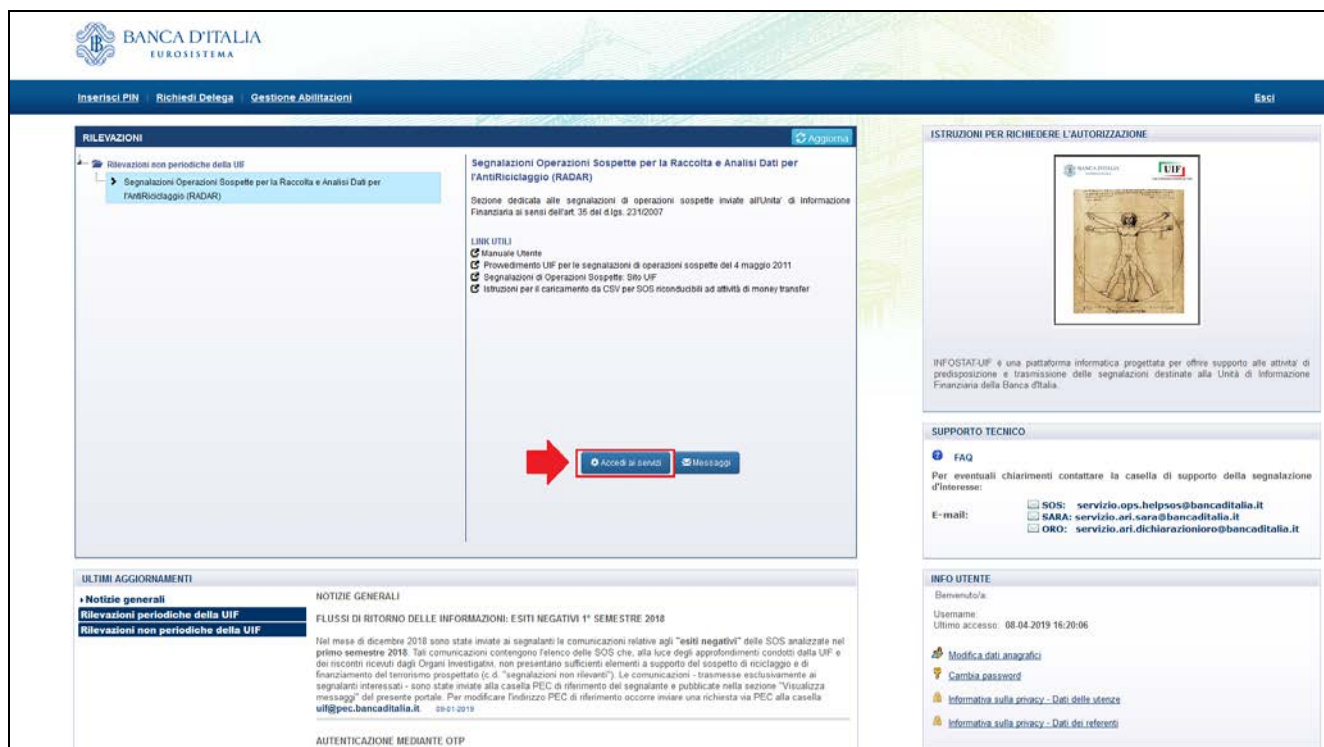 BANCA D'ITALIA
EUROSISTEMA
Inserisci PIN | Richiedi Delega | Gestione Abilitazioni
Esci
RILEVAZIONI
Aggiorna
Rilevazioni non periodiche della UIF
Segnalazioni Operazioni Sospette per la Raccolta e Analisi Dati per
l'AntiRiciclaggio (RADAR)
Segnalazioni Operazioni Sospette per la Raccolta e Analisi Dati per
l'AntiRiciclaggio (RADAR)
Sezione dedicata alle segnalazioni di operazioni sospette inviate all'Unita' di Informazione
Finanziaria ai sensi dell'art. 35 del d.lgs. 231/2007
LINK UTILI
Manuale Utente
Provvedimento UIF per le segnalazioni di operazioni sospette del 4 maggio 2011
Segnalazioni di Operazioni Sospette: Sito UIF
Istruzioni per il caricamento da CSV per SOS riconducibili ad attività di money transfer
Accedi ai servizi
Messaggi
ISTRUZIONI PER RICHIEDERE L'AUTORIZZAZIONE
BANCA D'ITALIA
UIF
INFOSTAT-UIF è una piattaforma informatica progettata per offrire supporto alle attivita' di
predisposizione e trasmissione delle segnalazioni destinate alla Unità di Informazione
Finanziaria della Banca d'Italia.
SUPPORTO TECNICO
FAQ
Per eventuali chiarimenti contattare la casella di supporto della segnalazione
d'interesse:
E-mail:
SOS: servizio.ops.helpsos@bancaditalia.it
SARA: servizio.ari.sara@bancaditalia.it
ORO: servizio.ari.dichiarazionioro@bancaditalia.it
ULTIMI AGGIORNAMENTI
Notizie generali
Rilevazioni periodiche della UIF
Rilevazioni non periodiche della UIF
NOTIZIE GENERALI
FLUSSI DI RITORNO DELLE INFORMAZIONI: ESITI NEGATIVI 1° SEMESTRE 2018
Nel mese di dicembre 2018 sono state inviate ai segnalanti le comunicazioni relative agli "esiti negativi" delle SOS analizzate nel
primo semestre 2018. Tali comunicazioni contengono l'elenco delle SOS che, alla luce degli approfondimenti condotti dalla UIF e
dei riscontri ricevuti dagli Organi Investigativi, non presentano sufficienti elementi a supporto del sospetto di riciclaggio e di
finanziamento del terrorismo prospettato (c.d. "segnalazioni non rilevanti"). Le comunicazioni - trasmesse esclusivamente ai
segnalanti interessati - sono state inviate alla casella PEC di riferimento del segnalante e pubblicate nella sezione "Visualizza
messaggi" del presente portale. Per modificare l'indirizzo PEC di riferimento occorre inviare una richiesta via PEC alla casella
uif@pec.bancaditalia.it. 09-01-2019
AUTENTICAZIONE MEDIANTE OTP
INFO UTENTE
Benvenuto/a:
Username:
Ultimo accesso: 08-04-2019 16:20:06
Modifica dati anagrafici
Cambia password
Informativa sulla privacy - Dati delle utenze
Informativa sulla privacy - Dati dei referenti